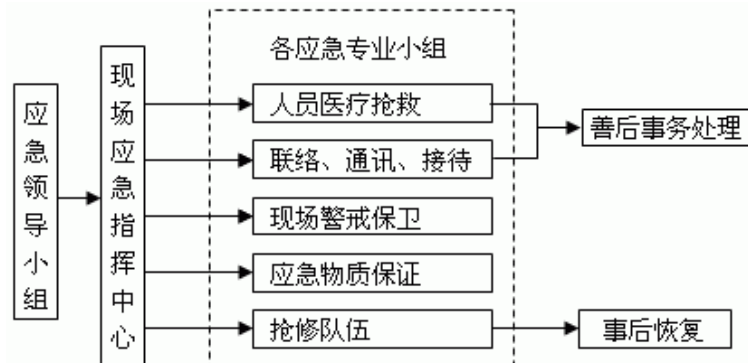 应急领导小组
现场应急指挥中心
各应急专业小组
人员医疗抢救
联络、通讯、接待
现场警戒保卫
应急物质保证
抢修队伍
善后事务处理
事后恢复